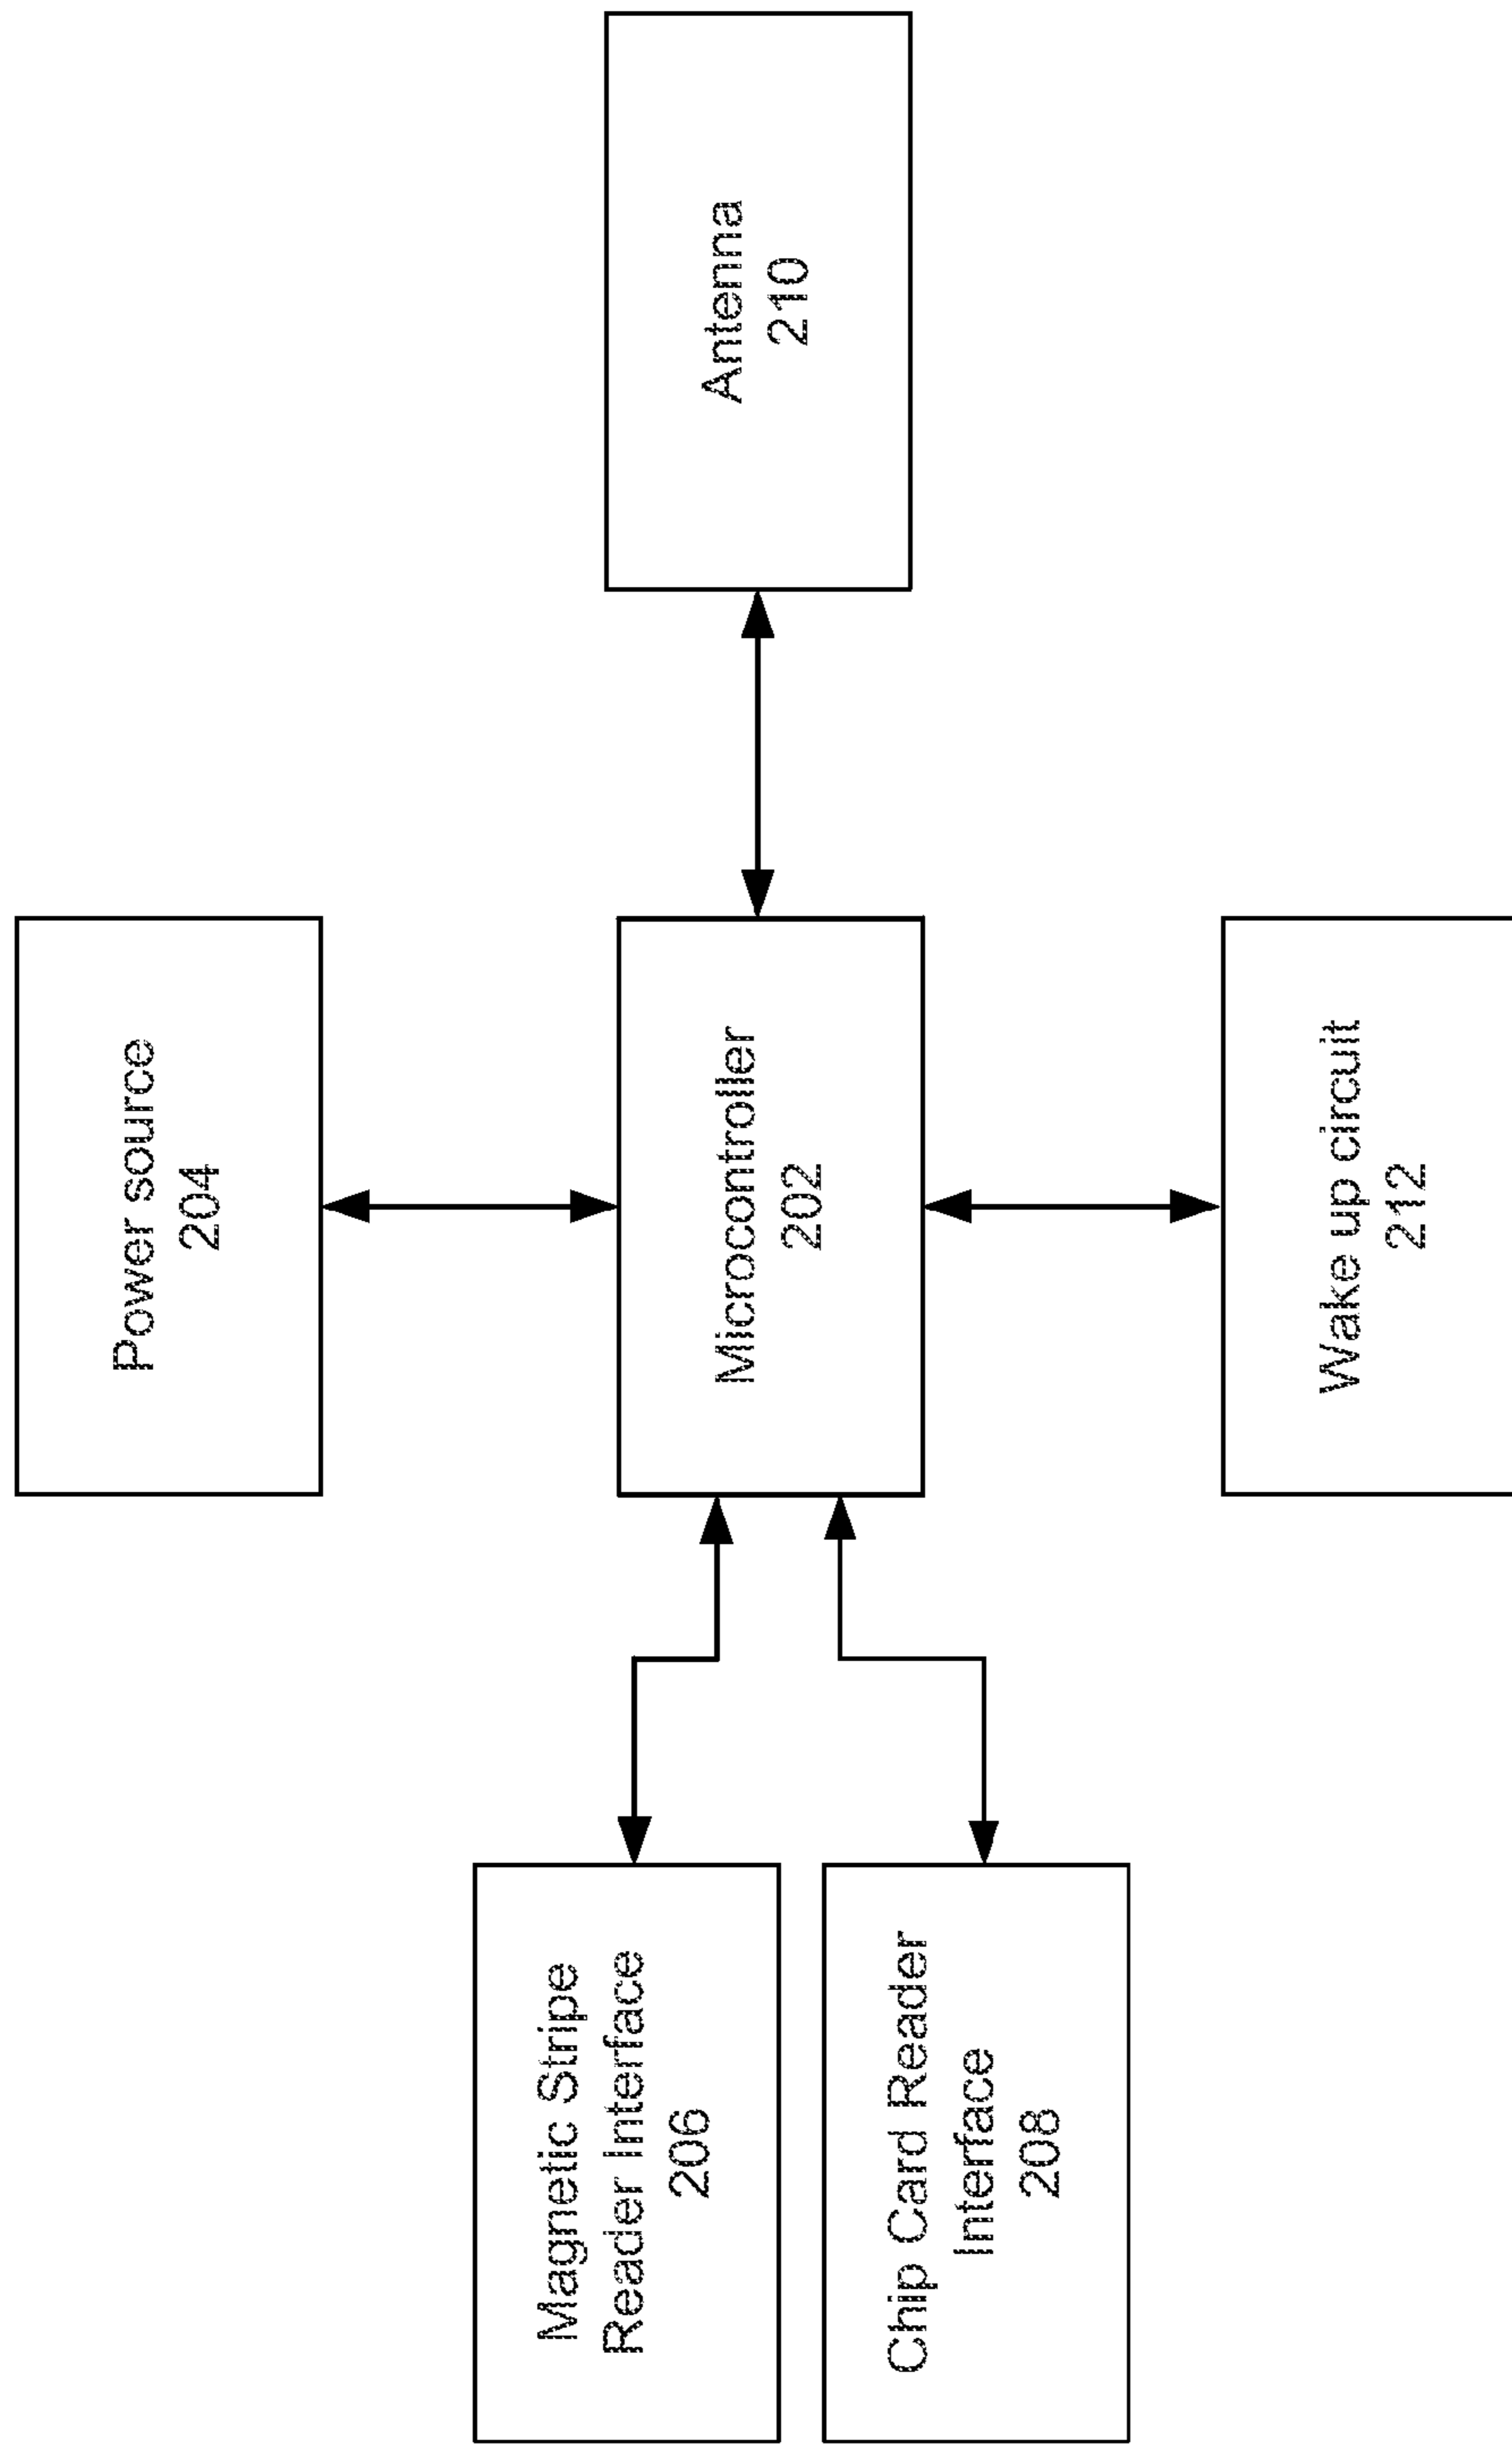 Power source
204
Magnetic Stripe
Reader Interface
206
Microcontroller
202
Antenna
210
Chip Card Reader
Interface
208
Wake up circuit
212